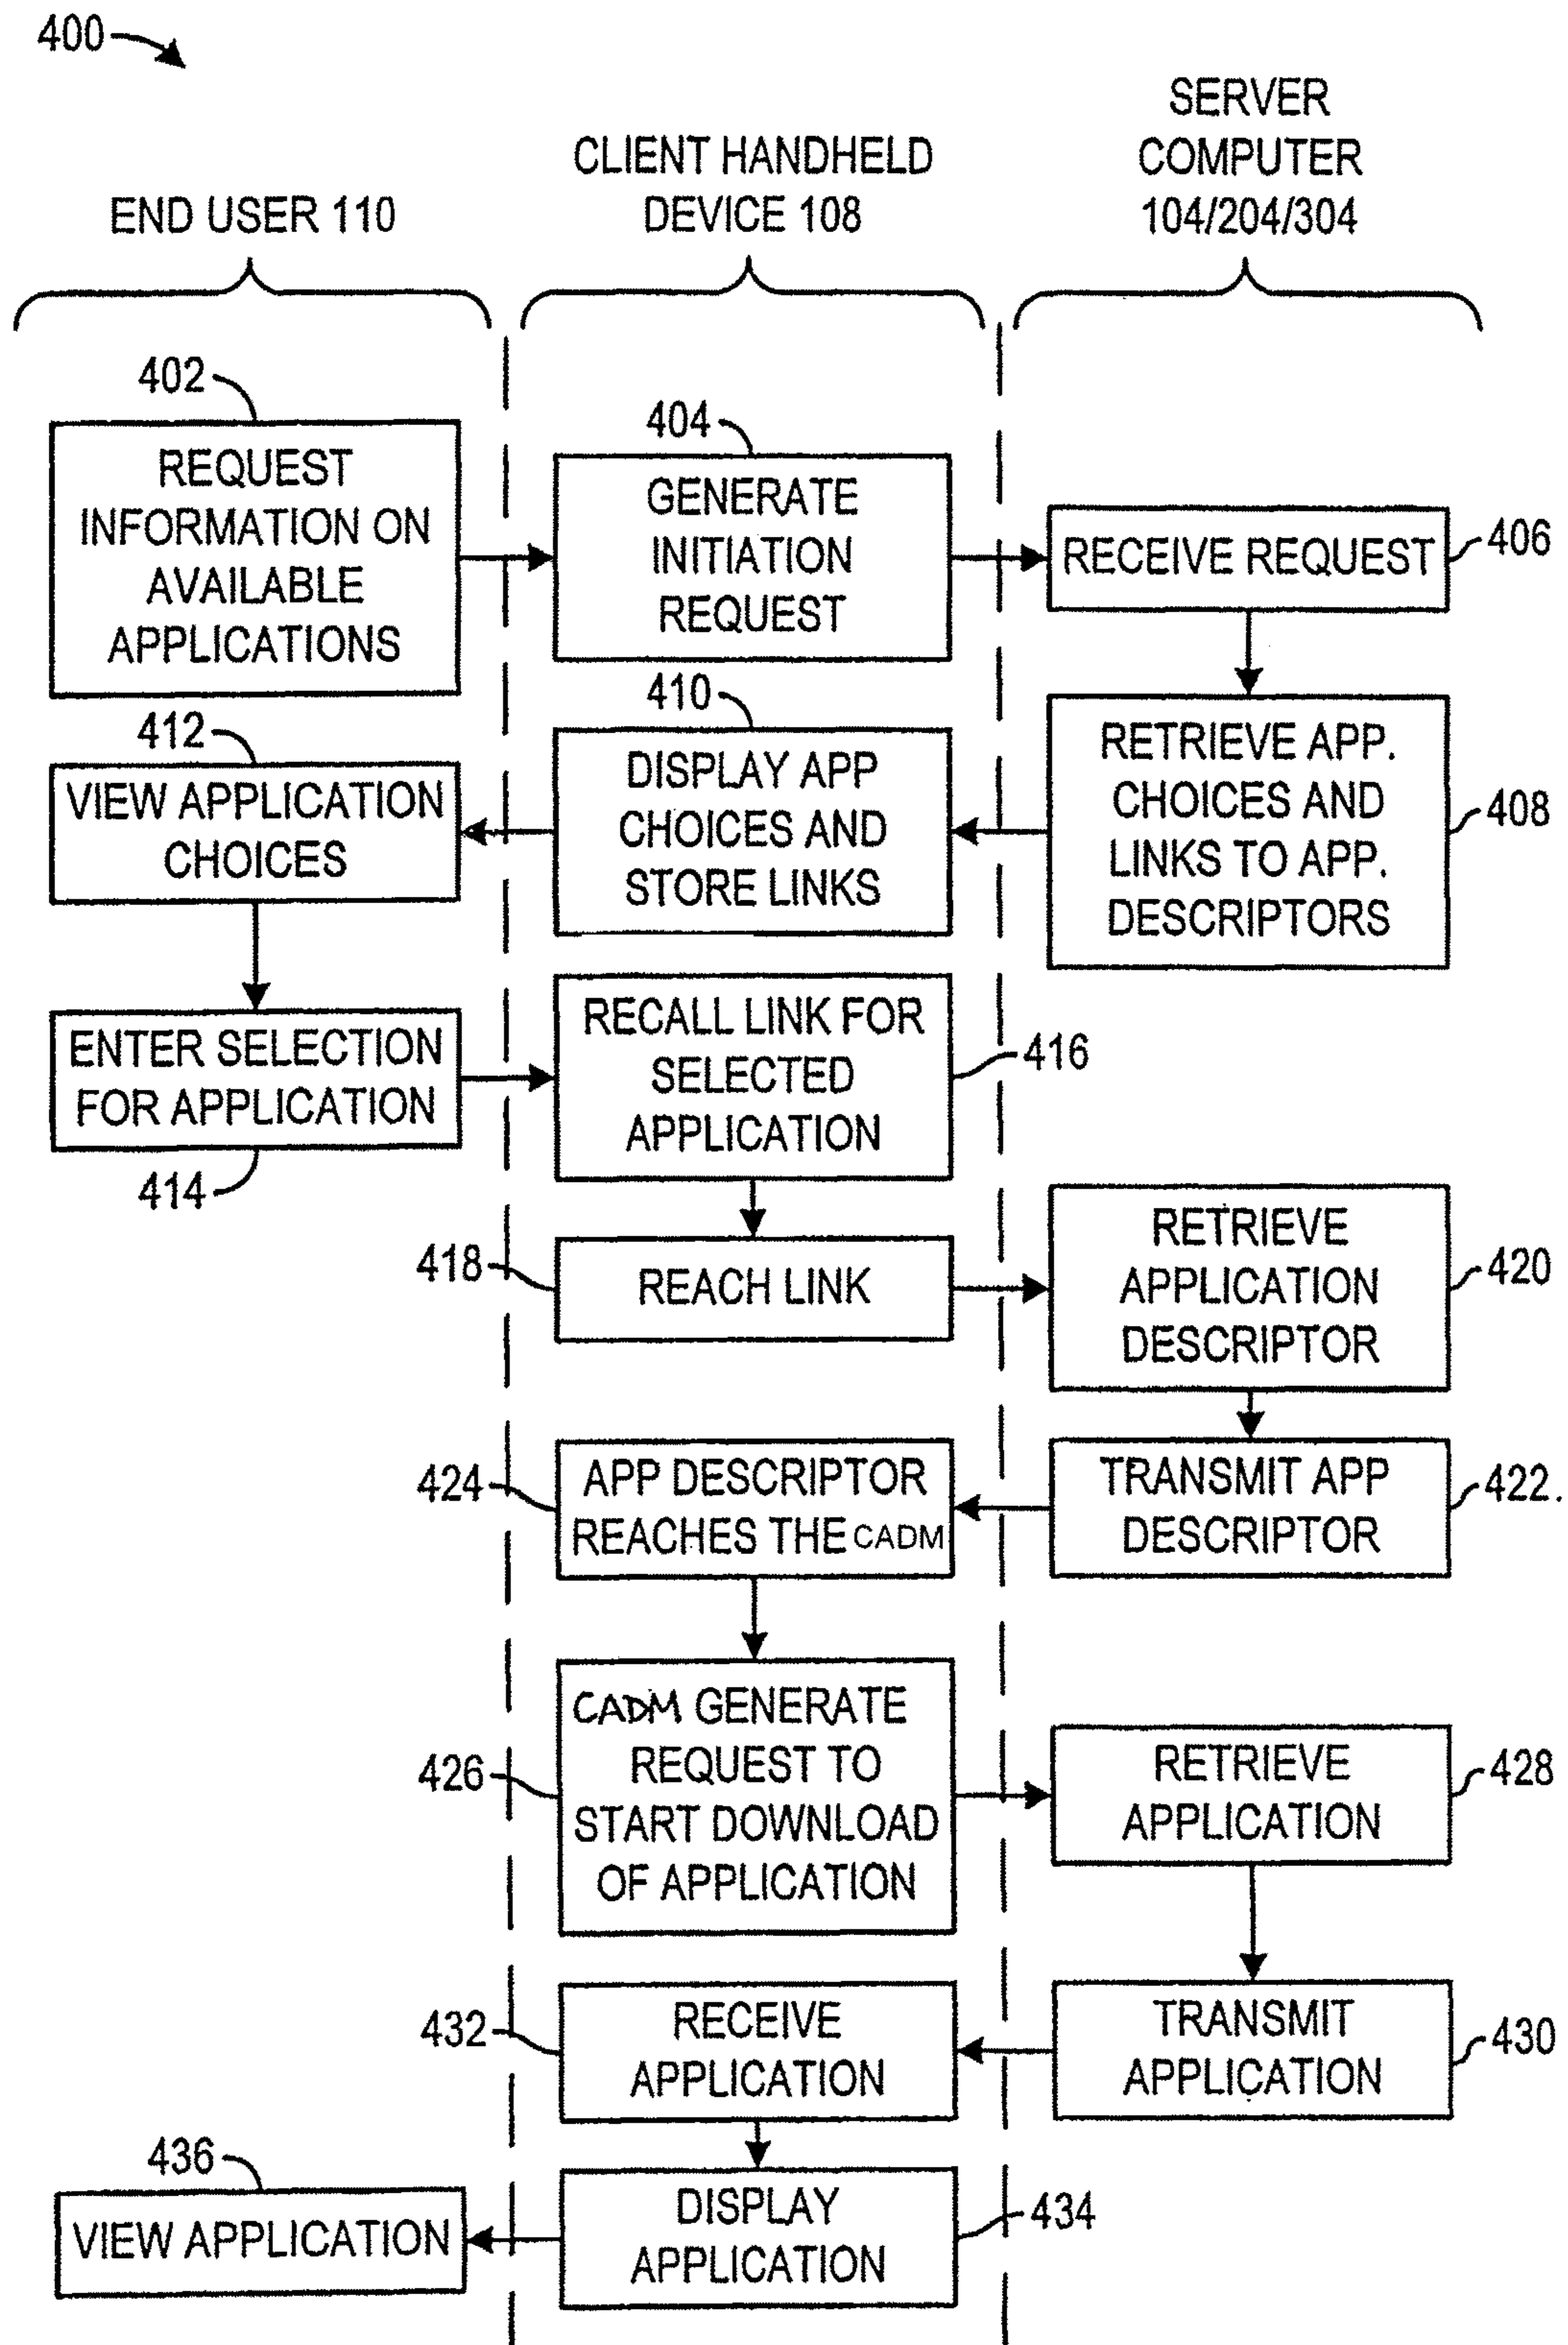 400
END USER 110
CLIENT HANDHELD
DEVICE 108
SERVER
COMPUTER
104/204/304
402
REQUEST
INFORMATION ON
AVAILABLE
APPLICATIONS
404
GENERATE
INITIATION
REQUEST
RECEIVE REQUEST
406
RETRIEVE APP.
CHOICES AND
LINKS TO APP.
DESCRIPTORS
408
410
DISPLAY APP
CHOICES AND
STORE LINKS
412
VIEW APPLICATION
CHOICES
ENTER SELECTION
FOR APPLICATION
414
RECALL LINK FOR
SELECTED
APPLICATION
416
418
REACH LINK
RETRIEVE
APPLICATION
DESCRIPTOR
420
TRANSMIT APP
DESCRIPTOR
422.
424
APP DESCRIPTOR
REACHES THE CADM
426
CADM GENERATE
REQUEST TO
START DOWNLOAD
OF APPLICATION
RETRIEVE
APPLICATION
428
TRANSMIT
APPLICATION
430
432
RECEIVE
APPLICATION
DISPLAY
APPLICATION
434
436
VIEW APPLICATION